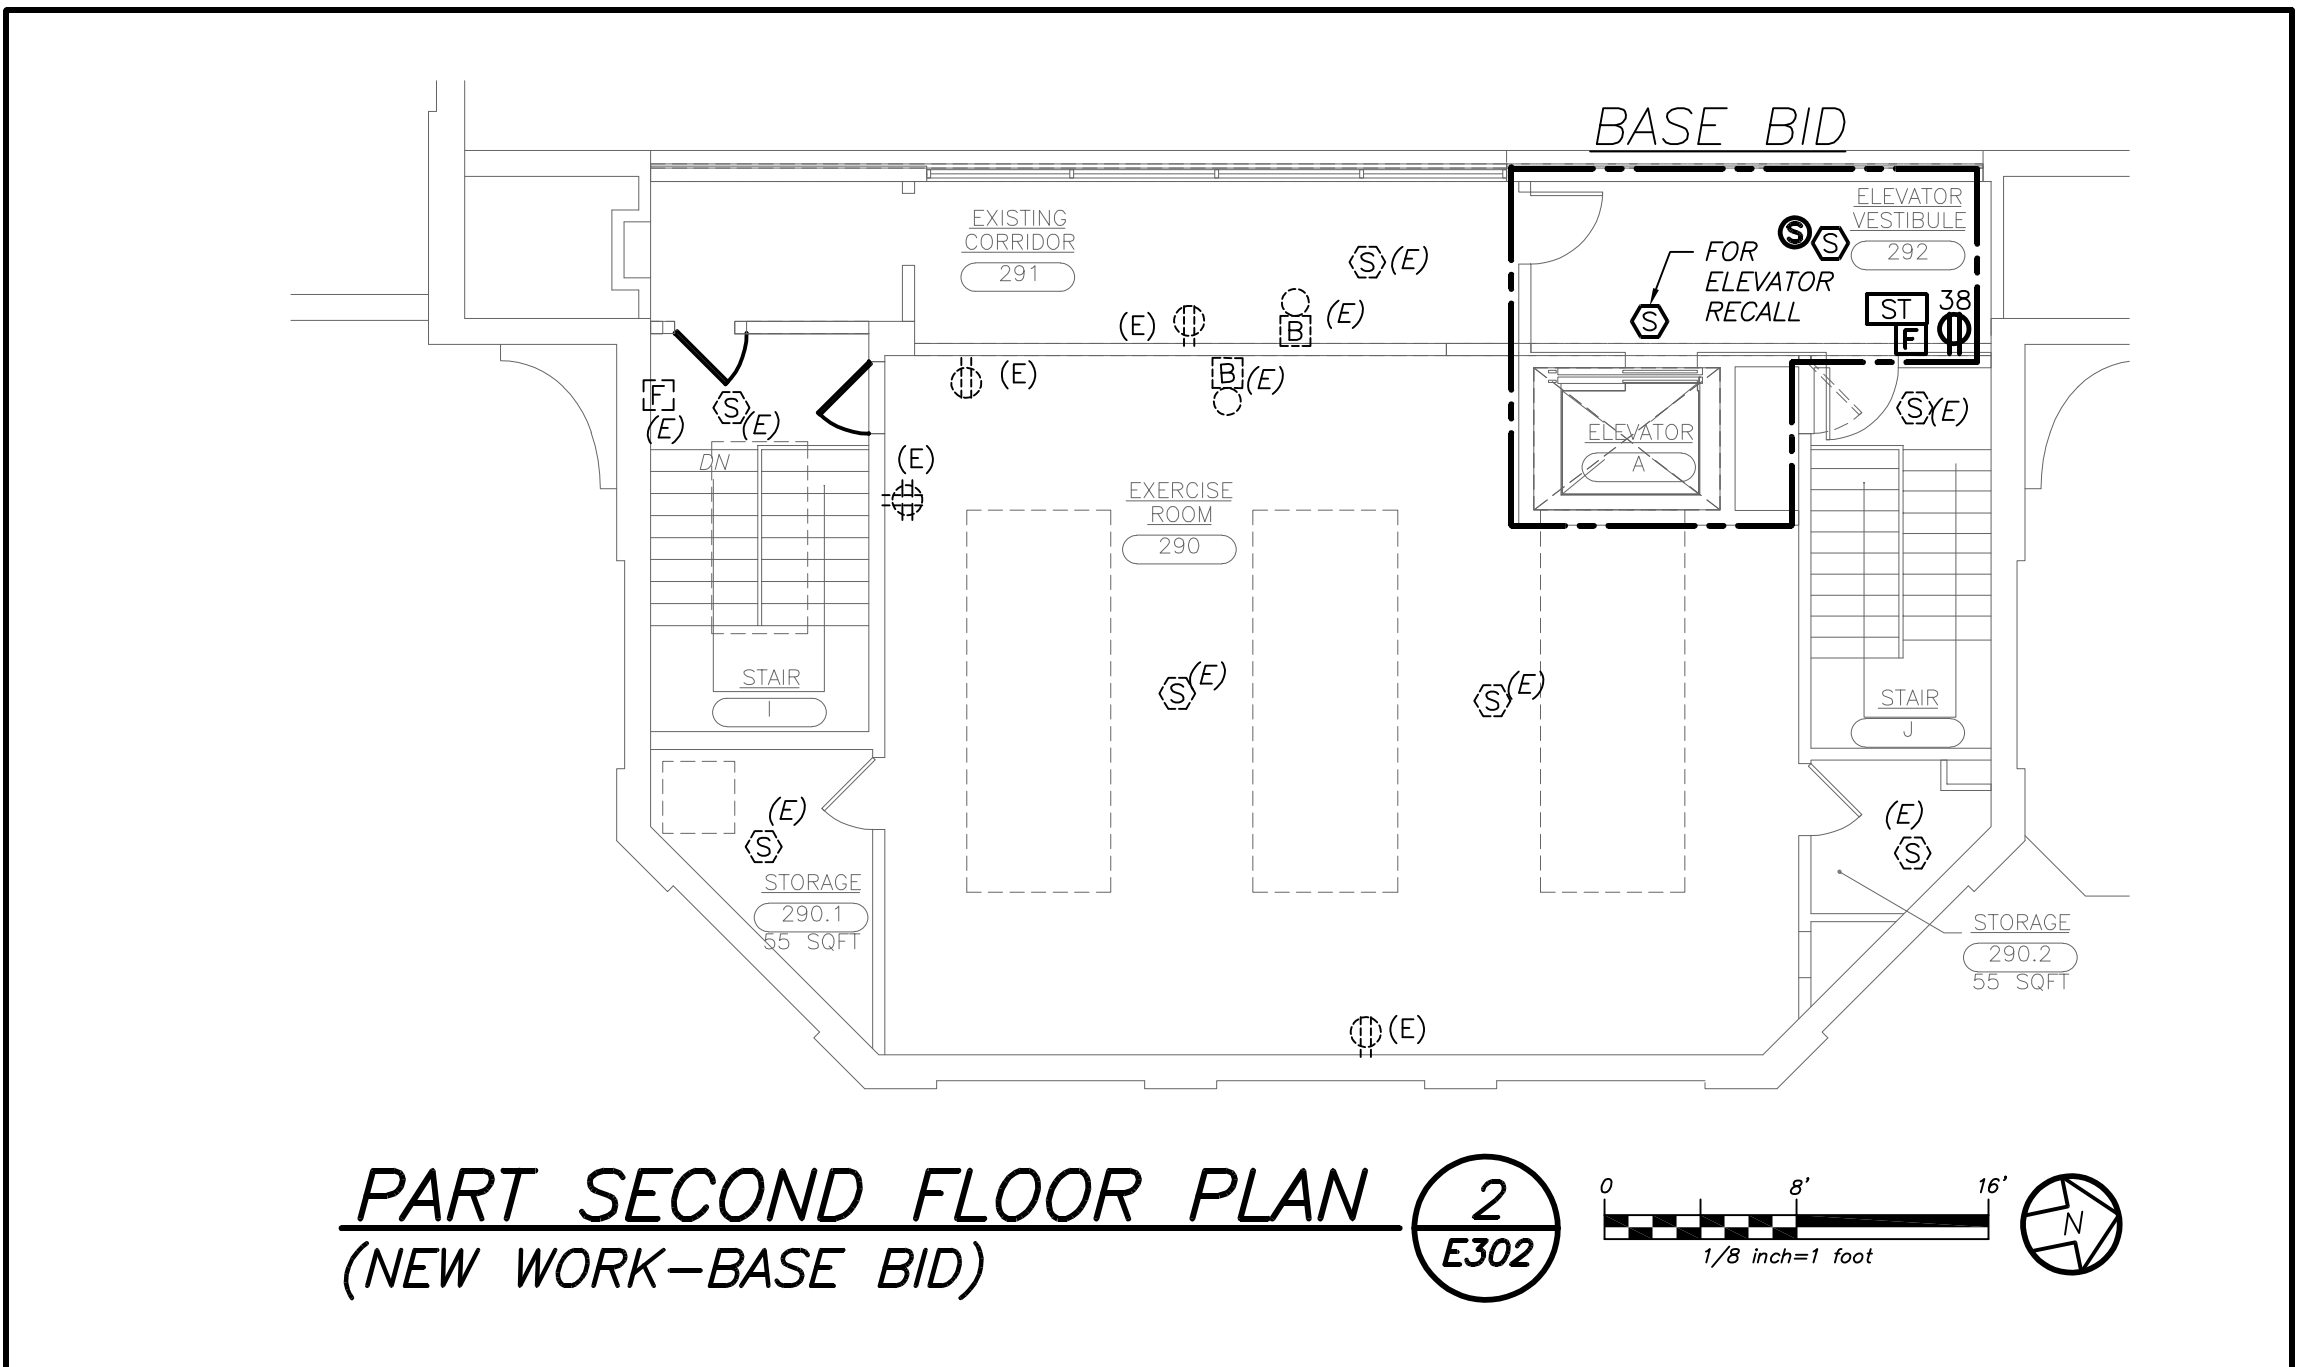 BASE BID
EXISTING
CORRIDOR
291
ELEVATOR
VESTIBULE
292
S
S
S (E)
FOR
ELEVATOR
RECALL
S
ST
38
F
(E)
B
(E)
(E)
B
(E)
F
(E)
S
(E)
S
(E)
DN
(E)
ELEVATOR
A
EXERCISE
ROOM
290
STAIR
I
S
(E)
S
(E)
STAIR
J
(E)
S
(E)
S
STORAGE
290.1
55 SQFT
STORAGE
290.2
55 SQFT
(E)
PART SECOND FLOOR PLAN
(NEW WORK-BASE BID)
2
E302
0 8' 16'
1/8 inch=1 foot
N